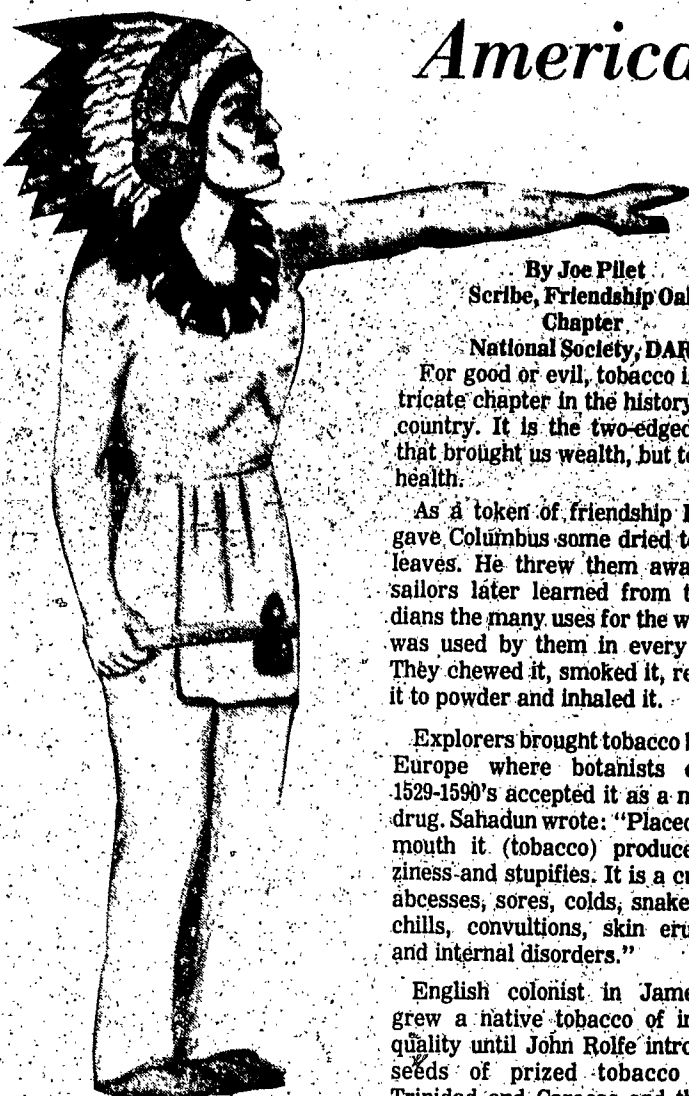 America
By Joe Pilet
Scribe, Friendship Oak
Chapter
National Society, DAR
For good or evil, tobacco i
tricate chapter in the history
country. It is the two-edged
that brought us wealth, but t
health.
As a token of friendship I
gave Columbus some dried t
leaves. He threw them awa
sailors later learned from t
dians the many uses for the w
was used by them in every
They chewed it, smoked it, re
it to powder and inhaled it.
Explorers brought tobacco
Europe where botanists
1529-1590's accepted it as a m
drug. Sahadun wrote: "Placed
mouth it (tobacco) produce
ziness and stupifies. It is a cu
abcesses, sores, colds, snake
chills, convultions, skin eru
and internal disorders."
English colonist in Jame
grew a native tobacco of in
quality until John Rolfe intro
seeds of prized tobacco
Trinidad and Caracas and th